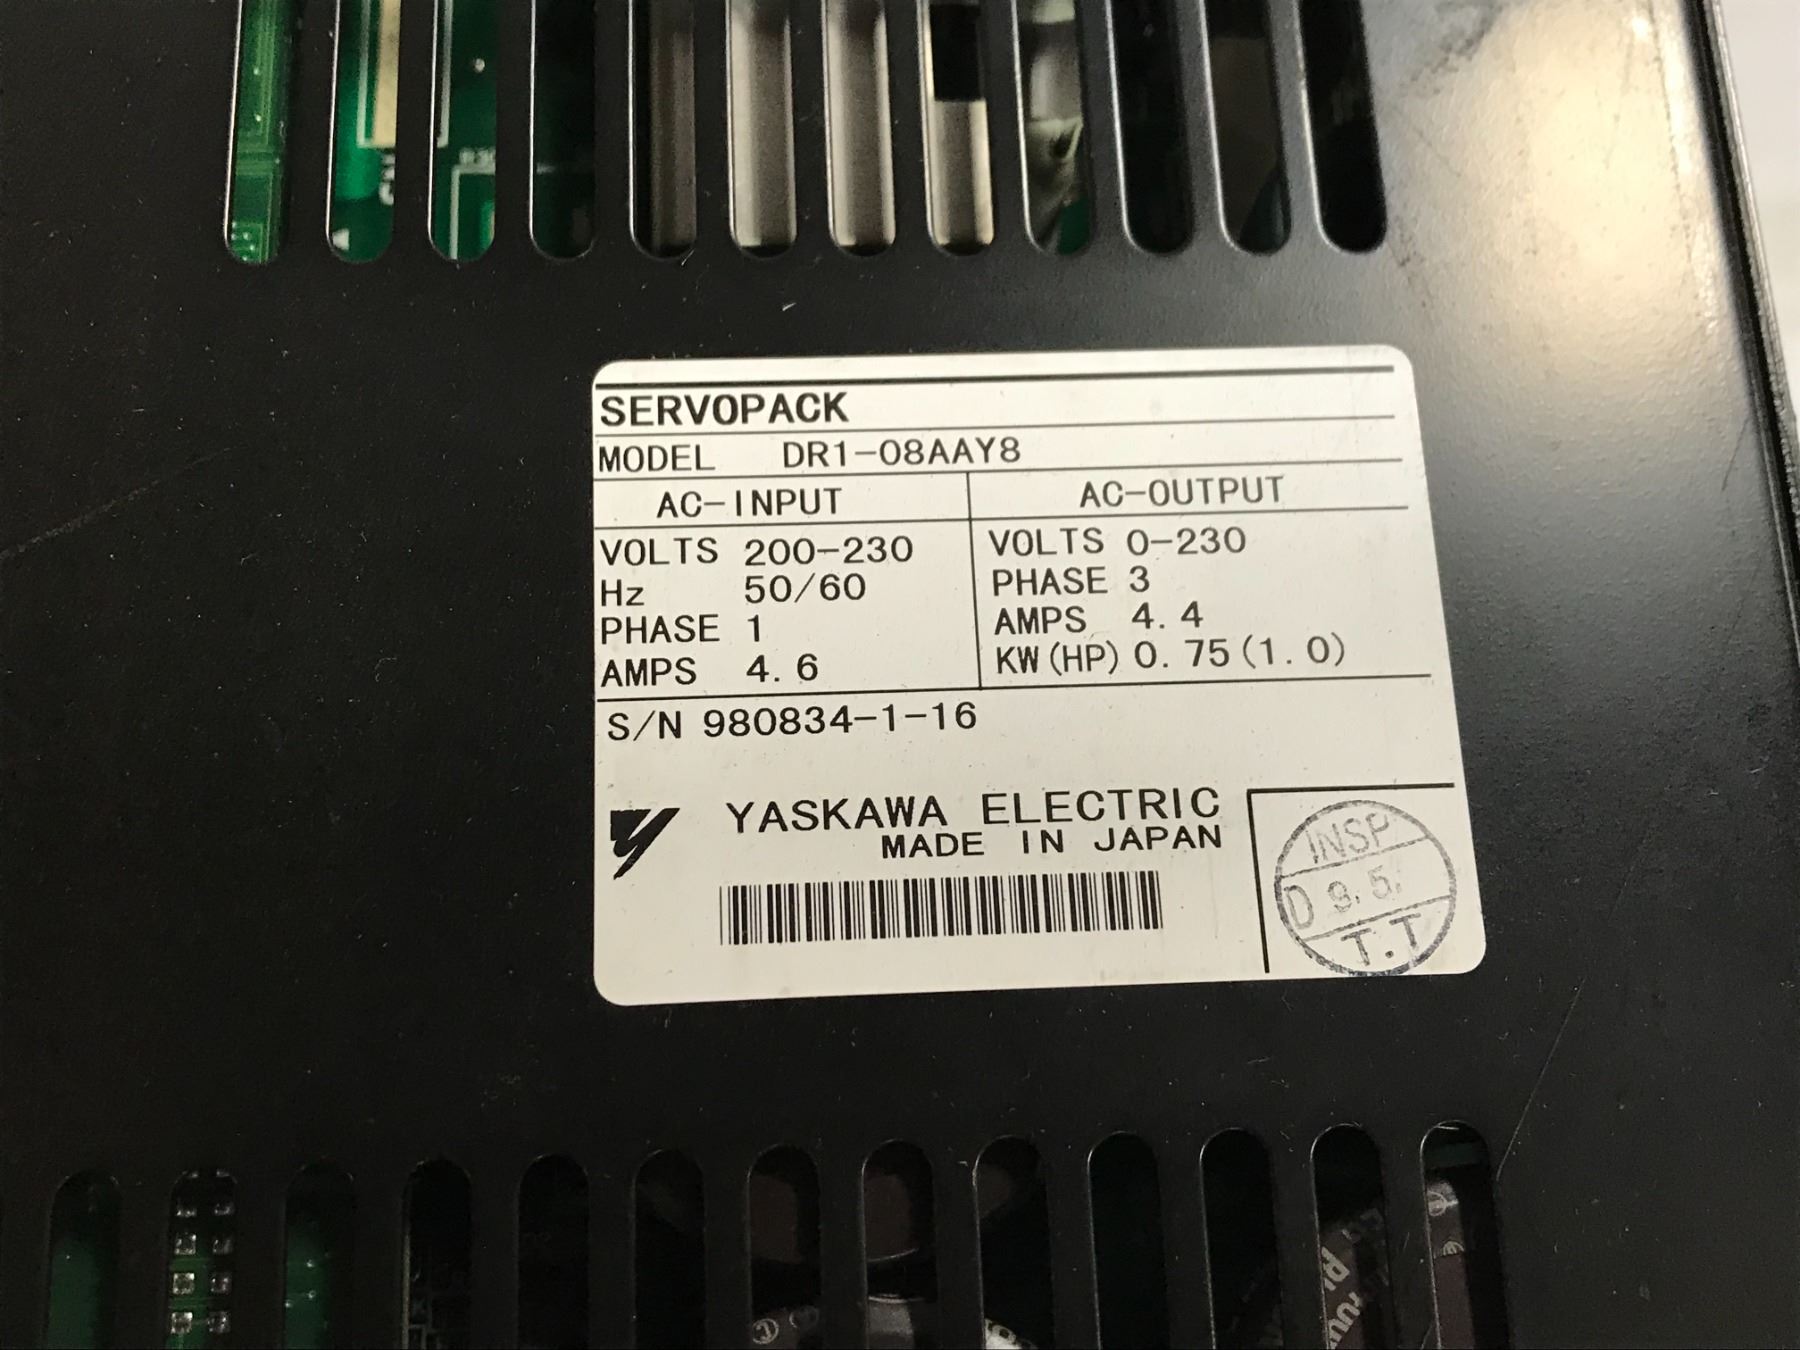 SERVOPACK
MODEL DR1-08AAY8
AC-INPUT AC-OUTPUT
VOLTS 200-230 VOLTS 0-230
Hz 50/60 PHASE 3
PHASE 1 AMPS 4.4
AMPS 4.6 KW(HP) 0.75(1.0)
S/N 980834-1-16
YASKAWA ELECTRIC
MADE IN JAPAN
INSP
D 9.5.
T.T